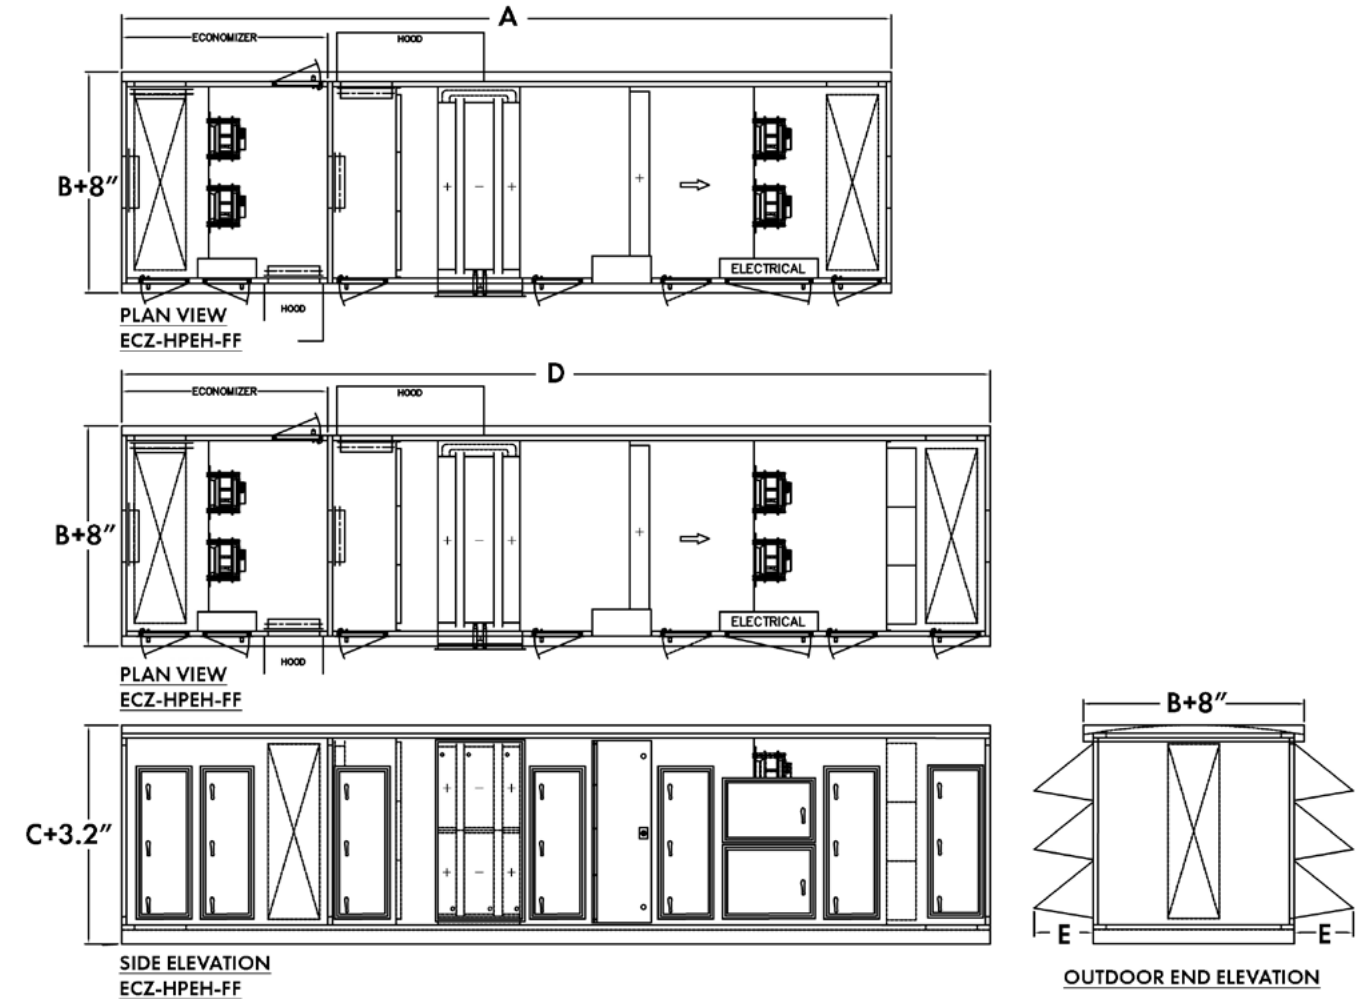 A
ECONOMIZER
HOOD
B+8″
ELECTRICAL
HOOD
PLAN VIEW
ECZ-HPEH-FF
D
ECONOMIZER
HOOD
B+8″
ELECTRICAL
HOOD
PLAN VIEW
ECZ-HPEH-FF
C+3.2″
SIDE ELEVATION
ECZ-HPEH-FF
B+8″
E
E
OUTDOOR END ELEVATION